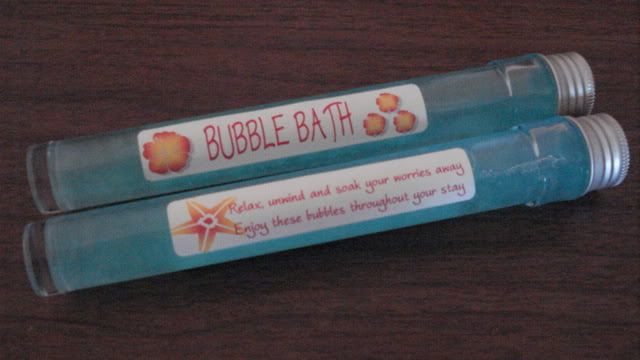 BUBBLE BATH
Relax, unwind and soak your worries away
Enjoy these bubbles throughout your stay